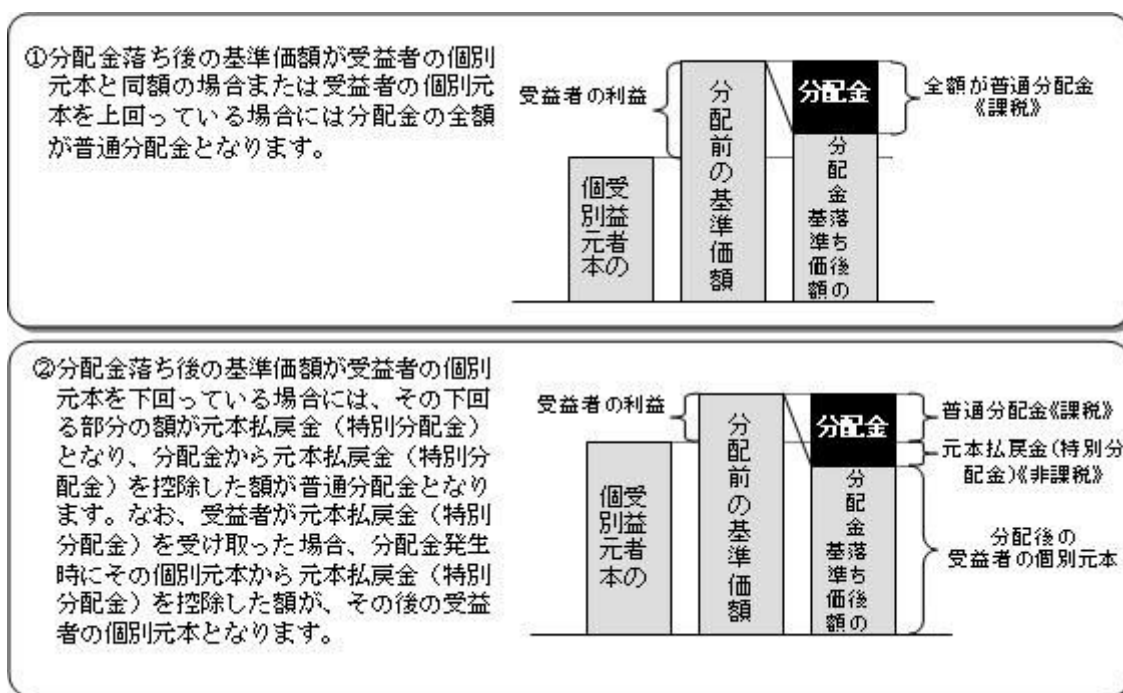 ①分配金落ち後の基準価額が受益者の個別
元本と同額の場合または受益者の個別元
本を上回っている場合には分配金の全額
が普通分配金となります。
受益者の利益
受益者の
個別元本
分配前の基準価額
分配金
分配金落ち後の
基準価額
全額が普通分配金
《課税》
②分配金落ち後の基準価額が受益者の個別
元本を下回っている場合には、その下回
る部分の額が元本払戻金（特別分配金）
となり、分配金から元本払戻金（特別分
配金）を控除した額が普通分配金となり
ます。なお、受益者が元本払戻金（特別
分配金）を受け取った場合、分配金発生
時にその個別元本から元本払戻金（特別
分配金）を控除した額が、その後の受益
者の個別元本となります。
受益者の利益
受益者の
個別元本
分配前の基準価額
分配金
分配金落ち後の
基準価額
普通分配金《課税》
元本払戻金(特別分
配金)《非課税》
分配後の
受益者の個別元本